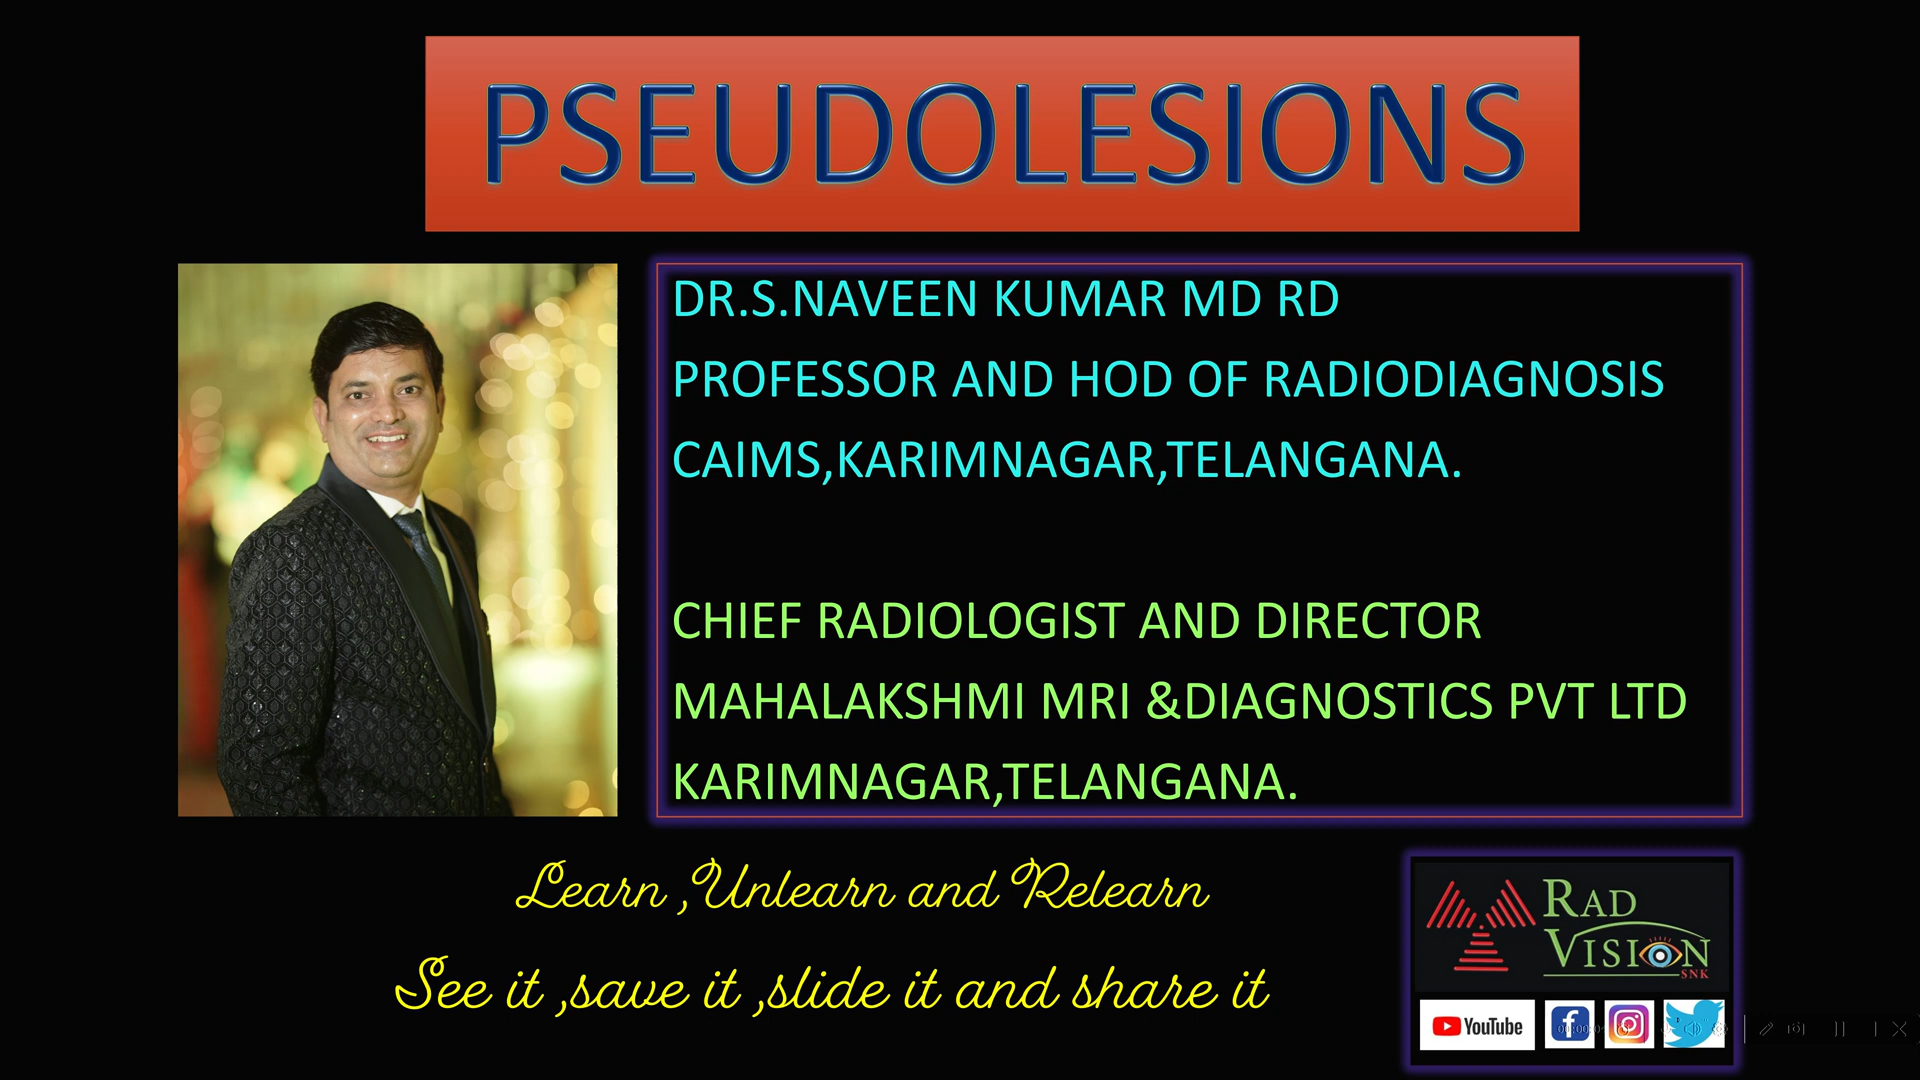 PSEUDOLESIONS
DR.S.NAVEEN KUMAR MD RD
PROFESSOR AND HOD OF RADIODIAGNOSIS
CAIMS,KARIMNAGAR,TELANGANA.
CHIEF RADIOLOGIST AND DIRECTOR
MAHALAKSHMI MRI &DIAGNOSTICS PVT LTD
KARIMNAGAR,TELANGANA.
Learn ,Unlearn and Relearn
See it ,save it ,slide it and share it
RAD
VISION
SNK
YouTube